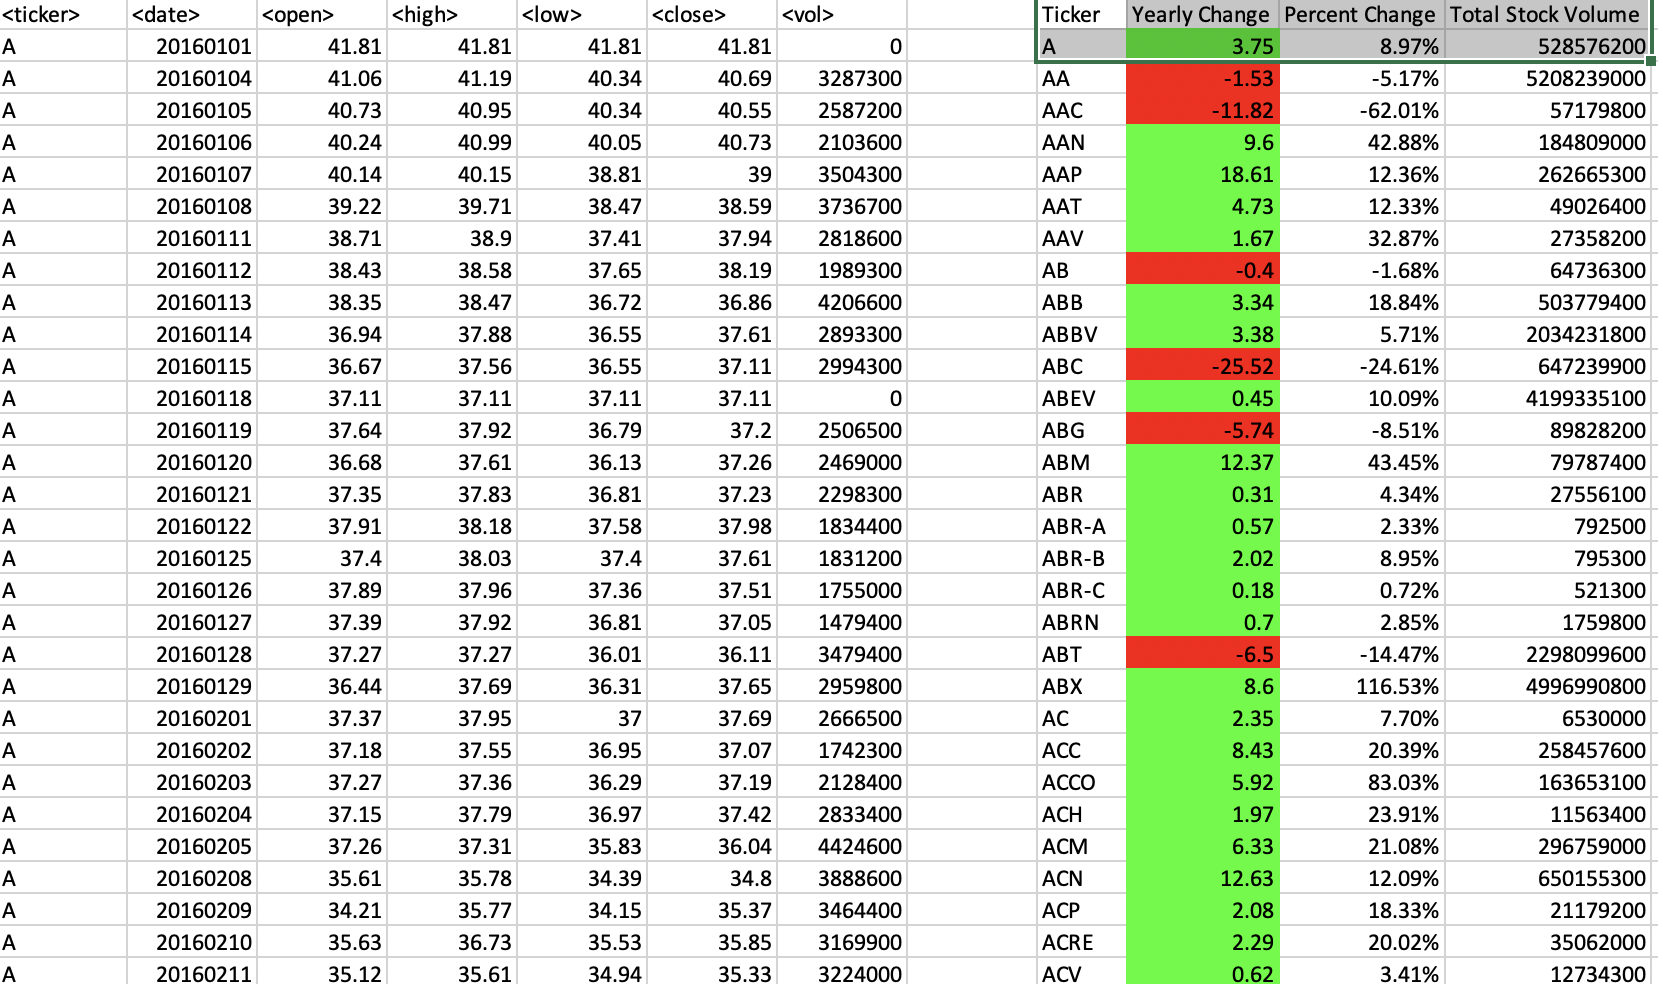 <ticker> <date> <open> <high> <low> <close> <vol> Ticker Yearly Change Percent Change Total Stock Volume
A 20160101 41.81 41.81 41.81 41.81 0 A 3.75 8.97% 528576200
A 20160104 41.06 41.19 40.34 40.69 3287300 AA -1.53 -5.17% 5208239000
A 20160105 40.73 40.95 40.34 40.55 2587200 AAC -11.82 -62.01% 57179800
A 20160106 40.24 40.99 40.05 40.73 2103600 AAN 9.6 42.88% 184809000
A 20160107 40.14 40.15 38.81 39 3504300 AAP 18.61 12.36% 262665300
A 20160108 39.22 39.71 38.47 38.59 3736700 AAT 4.73 12.33% 49026400
A 20160111 38.71 38.9 37.41 37.94 2818600 AAV 1.67 32.87% 27358200
A 20160112 38.43 38.58 37.65 38.19 1989300 AB -0.4 -1.68% 64736300
A 20160113 38.35 38.47 36.72 36.86 4206600 ABB 3.34 18.84% 503779400
A 20160114 36.94 37.88 36.55 37.61 2893300 ABBV 3.38 5.71% 2034231800
A 20160115 36.67 37.56 36.55 37.11 2994300 ABC -25.52 -24.61% 647239900
A 20160118 37.11 37.11 37.11 37.11 0 ABEV 0.45 10.09% 4199335100
A 20160119 37.64 37.92 36.79 37.2 2506500 ABG -5.74 -8.51% 89828200
A 20160120 36.68 37.61 36.13 37.26 2469000 ABM 12.37 43.45% 79787400
A 20160121 37.35 37.83 36.81 37.23 2298300 ABR 0.31 4.34% 27556100
A 20160122 37.91 38.18 37.58 37.98 1834400 ABR-A 0.57 2.33% 792500
A 20160125 37.4 38.03 37.4 37.61 1831200 ABR-B 2.02 8.95% 795300
A 20160126 37.89 37.96 37.36 37.51 1755000 ABR-C 0.18 0.72% 521300
A 20160127 37.39 37.92 36.81 37.05 1479400 ABRN 0.7 2.85% 1759800
A 20160128 37.27 37.27 36.01 36.11 3479400 ABT -6.5 -14.47% 2298099600
A 20160129 36.44 37.69 36.31 37.65 2959800 ABX 8.6 116.53% 4996990800
A 20160201 37.37 37.95 37 37.69 2666500 AC 2.35 7.70% 6530000
A 20160202 37.18 37.55 36.95 37.07 1742300 ACC 8.43 20.39% 258457600
A 20160203 37.27 37.36 36.29 37.19 2128400 ACCO 5.92 83.03% 163653100
A 20160204 37.15 37.79 36.97 37.42 2833400 ACH 1.97 23.91% 11563400
A 20160205 37.26 37.31 35.83 36.04 4424600 ACM 6.33 21.08% 296759000
A 20160208 35.61 35.78 34.39 34.8 3888600 ACN 12.63 12.09% 650155300
A 20160209 34.21 35.77 34.15 35.37 3464400 ACP 2.08 18.33% 21179200
A 20160210 35.63 36.73 35.53 35.85 3169900 ACRE 2.29 20.02% 35062000
A 20160211 35.12 35.61 34.94 35.33 3224000 ACV 0.62 3.41% 12734300